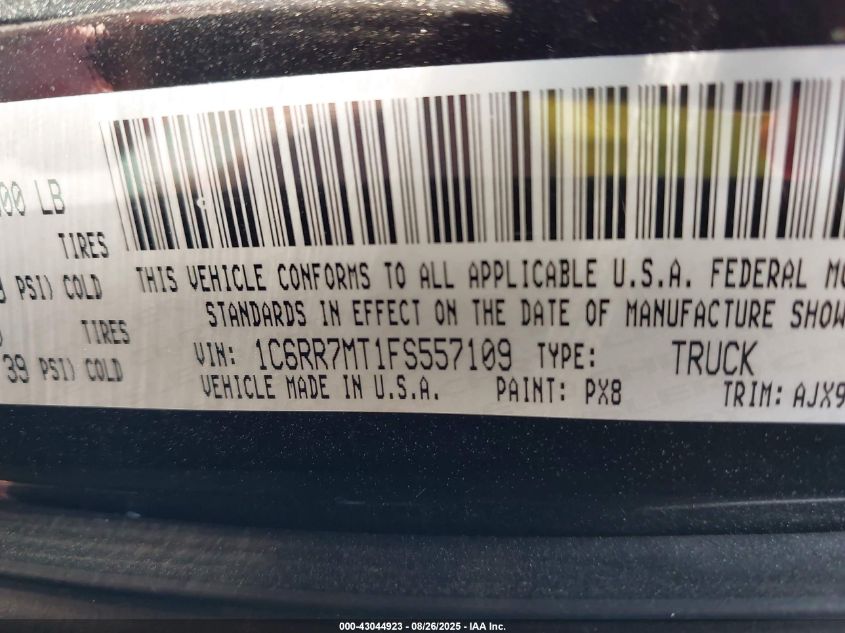 00 LB
TIRES
PSI) COLD
TIRES
39 PSI) COLD
THIS VEHICLE CONFORMS TO ALL APPLICABLE U.S.A. FEDERAL
STANDARDS IN EFFECT ON THE DATE OF MANUFACTURE SHOW
VIN: 1C6RR7MT1FS557109 TYPE: TRUCK
VEHICLE MADE IN U.S.A. PAINT: PX8 TRIM: AJX9
000-43044923 - 08/26/2025 - IAA Inc.